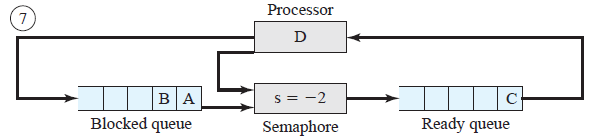 7
Processor
D
B A
s = −2
C
Blocked queue
Semaphore
Ready queue